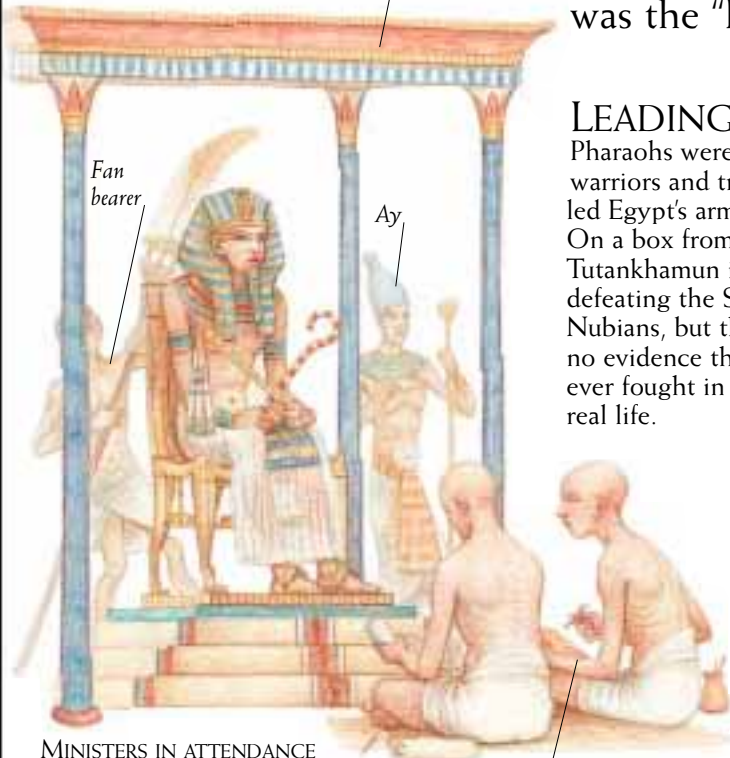 was the "
LEADING
Pharaohs were
warriors and tr
led Egypt's arm
On a box from
Tutankhamun i
defeating the S
Nubians, but th
no evidence th
ever fought in
real life.
Fan
bearer
Ay
MINISTERS IN ATTENDANCE